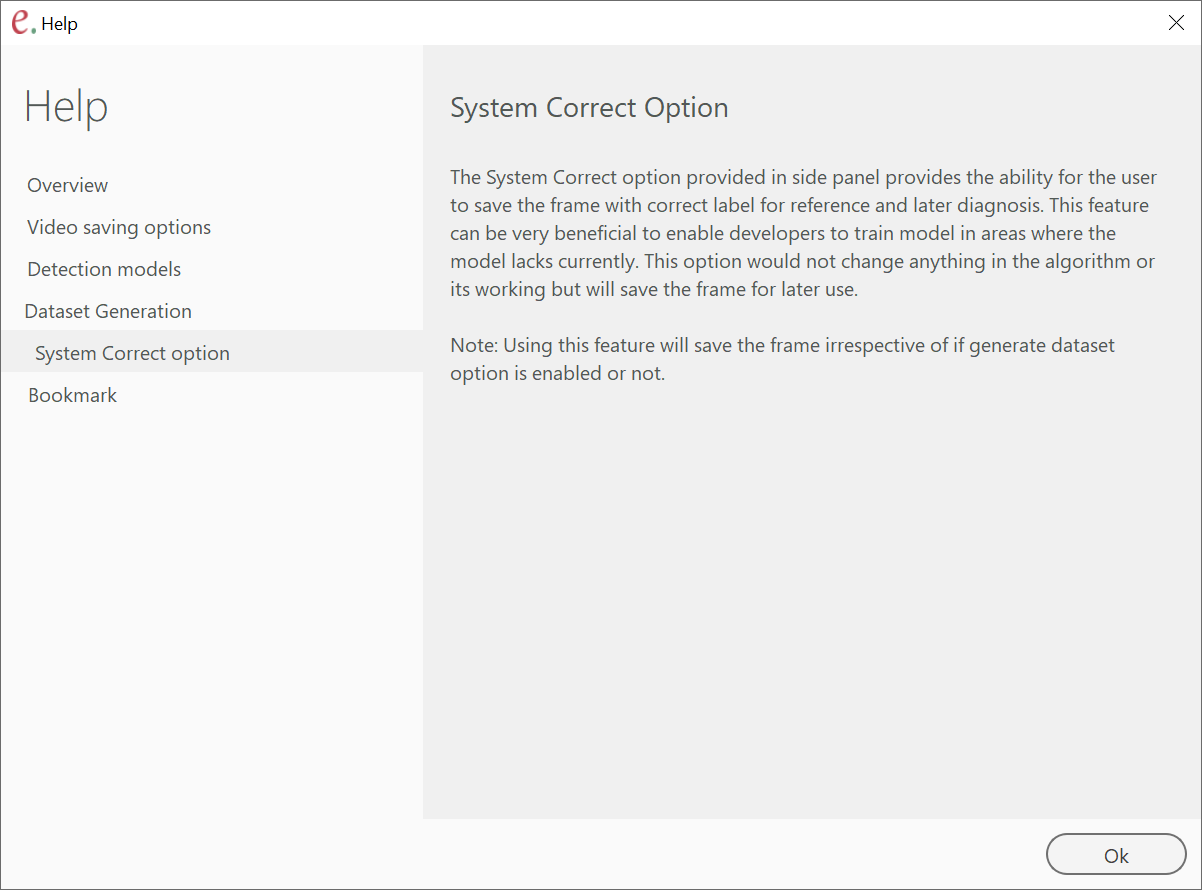 e. Help
Help
Overview
Video saving options
Detection models
Dataset Generation
System Correct option
Bookmark
System Correct Option
The System Correct option provided in side panel provides the ability for the user
to save the frame with correct label for reference and later diagnosis. This feature
can be very beneficial to enable developers to train model in areas where the
model lacks currently. This option would not change anything in the algorithm or
its working but will save the frame for later use.
Note: Using this feature will save the frame irrespective of if generate dataset
option is enabled or not.
Ok